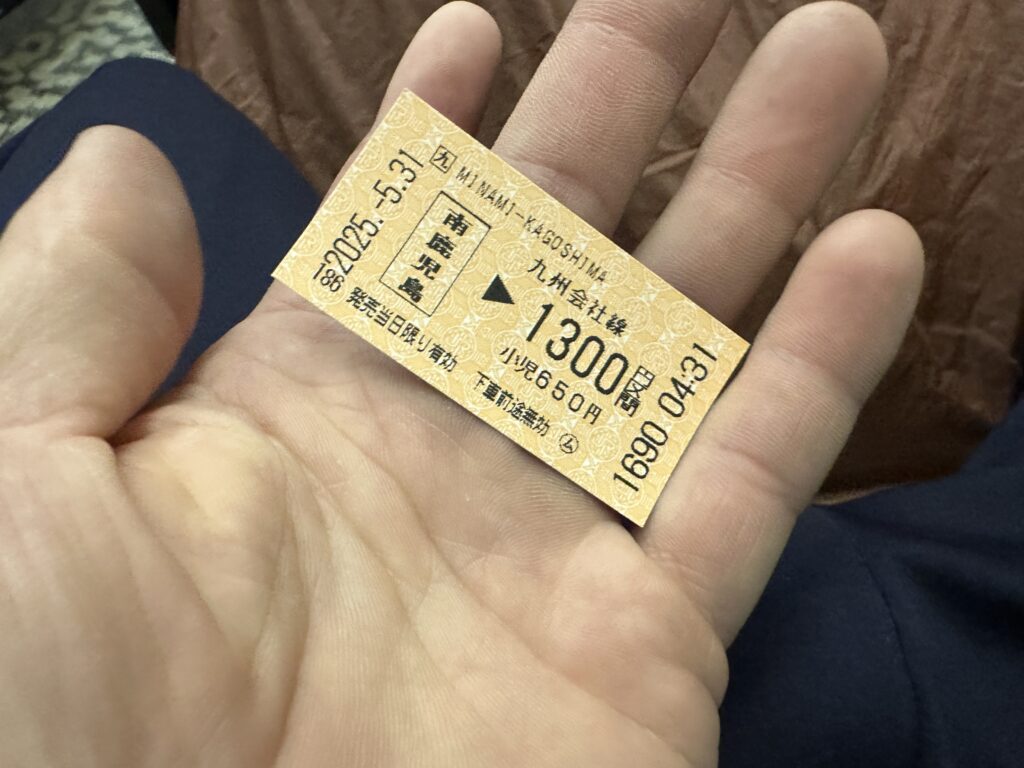 九 MINAMI-KAGOSHIMA
2025.-5.31
186
南鹿児島
▶
九州会社線
1300円区間
小児650円
発売当日限り有効
下車前途無効 ム
1690 04:31